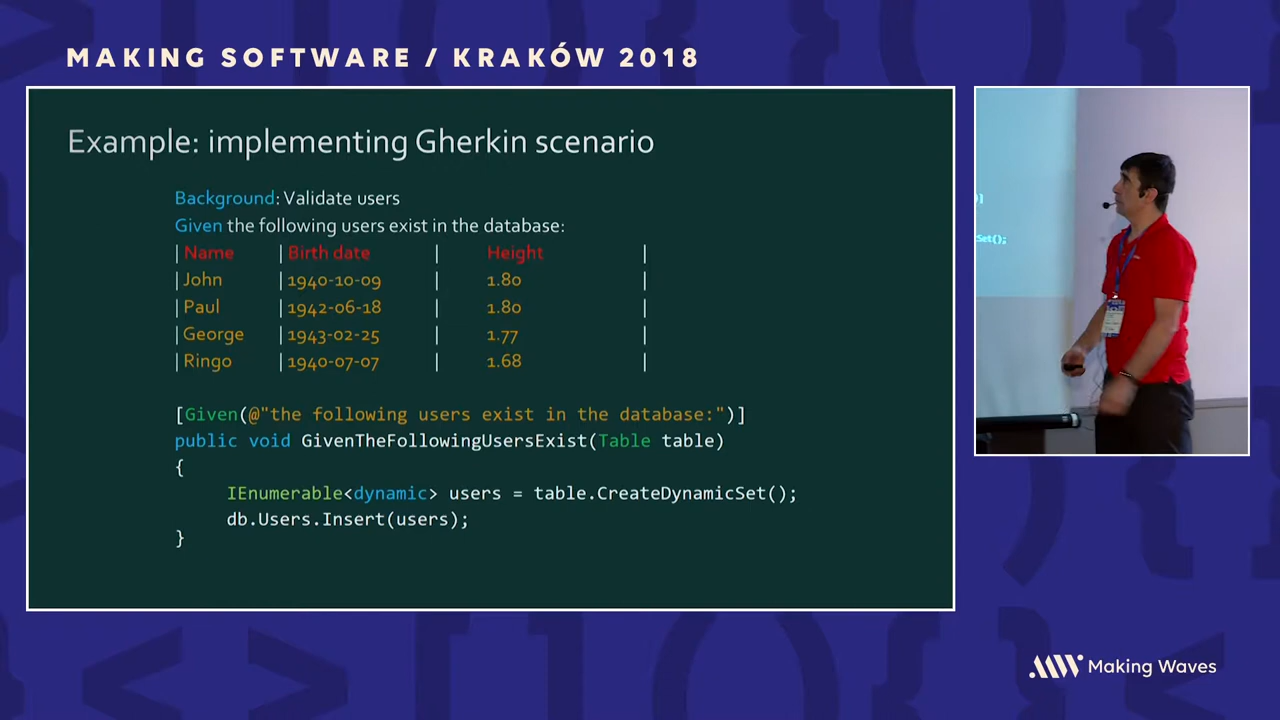 MAKING SOFTWARE / KRAKÓW 2018
Example: implementing Gherkin scenario
Background: Validate users
Given the following users exist in the database:
| Name | Birth date | Height |
| John | 1940-10-09 | 1.80 |
| Paul | 1942-06-18 | 1.80 |
| George | 1943-02-25 | 1.77 |
| Ringo | 1940-07-07 | 1.68 |
[Given(@"the following users exist in the database:")]
public void GivenTheFollowingUsersExist(Table table)
{
IEnumerable<dynamic> users = table.CreateDynamicSet();
db.Users.Insert(users);
}
Set();
Making Waves